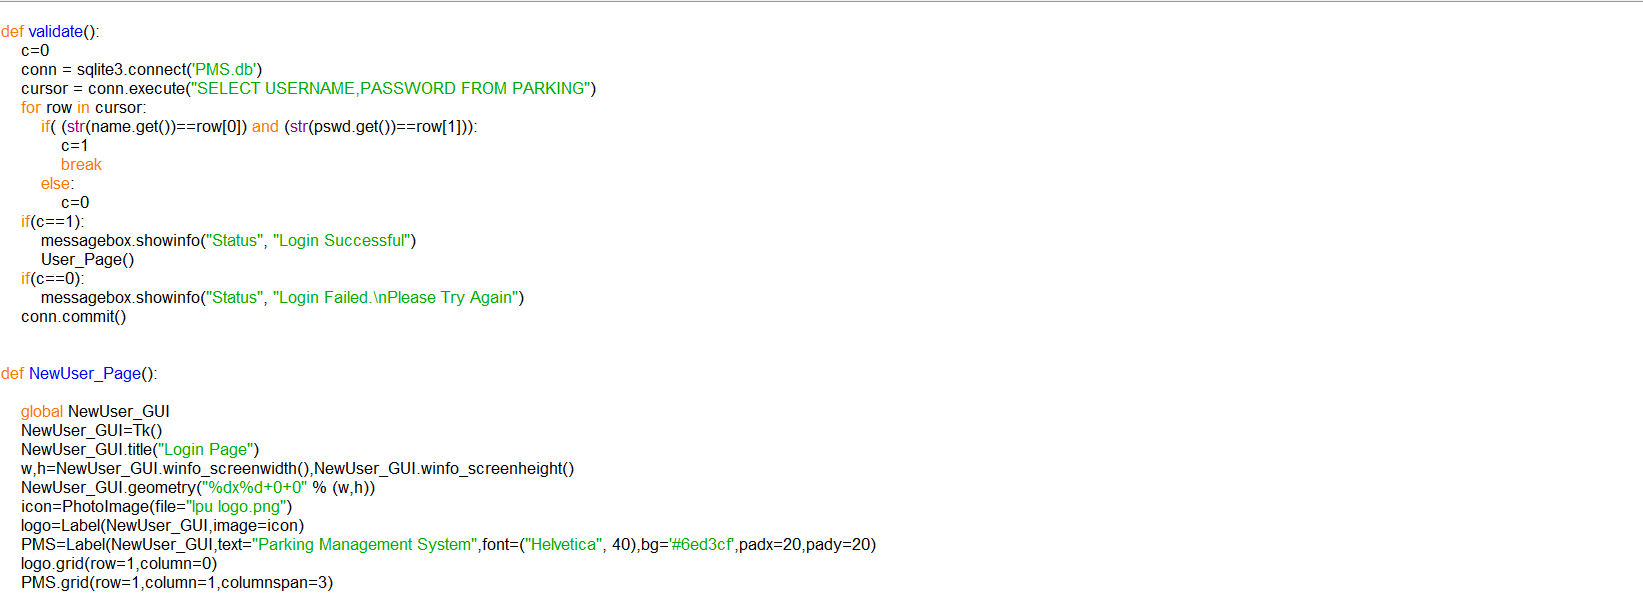 def validate():
    c=0
    conn = sqlite3.connect('PMS.db')
    cursor = conn.execute("SELECT USERNAME,PASSWORD FROM PARKING")
    for row in cursor:
        if( (str(name.get())==row[0]) and (str(pswd.get())==row[1])):
            c=1
            break
        else:
            c=0
    if(c==1):
        messagebox.showinfo("Status", "Login Successful")
        User_Page()
    if(c==0):
        messagebox.showinfo("Status", "Login Failed.\nPlease Try Again")
    conn.commit()
def NewUser_Page():
    global NewUser_GUI
    NewUser_GUI=Tk()
    NewUser_GUI.title("Login Page")
    w,h=NewUser_GUI.winfo_screenwidth(),NewUser_GUI.winfo_screenheight()
    NewUser_GUI.geometry("%dx%d+0+0" % (w,h))
    icon=PhotoImage(file="lpu logo.png")
    logo=Label(NewUser_GUI,image=icon)
    PMS=Label(NewUser_GUI,text="Parking Management System",font=("Helvetica", 40),bg='#6ed3cf',padx=20,pady=20)
    logo.grid(row=1,column=0)
    PMS.grid(row=1,column=1,columnspan=3)